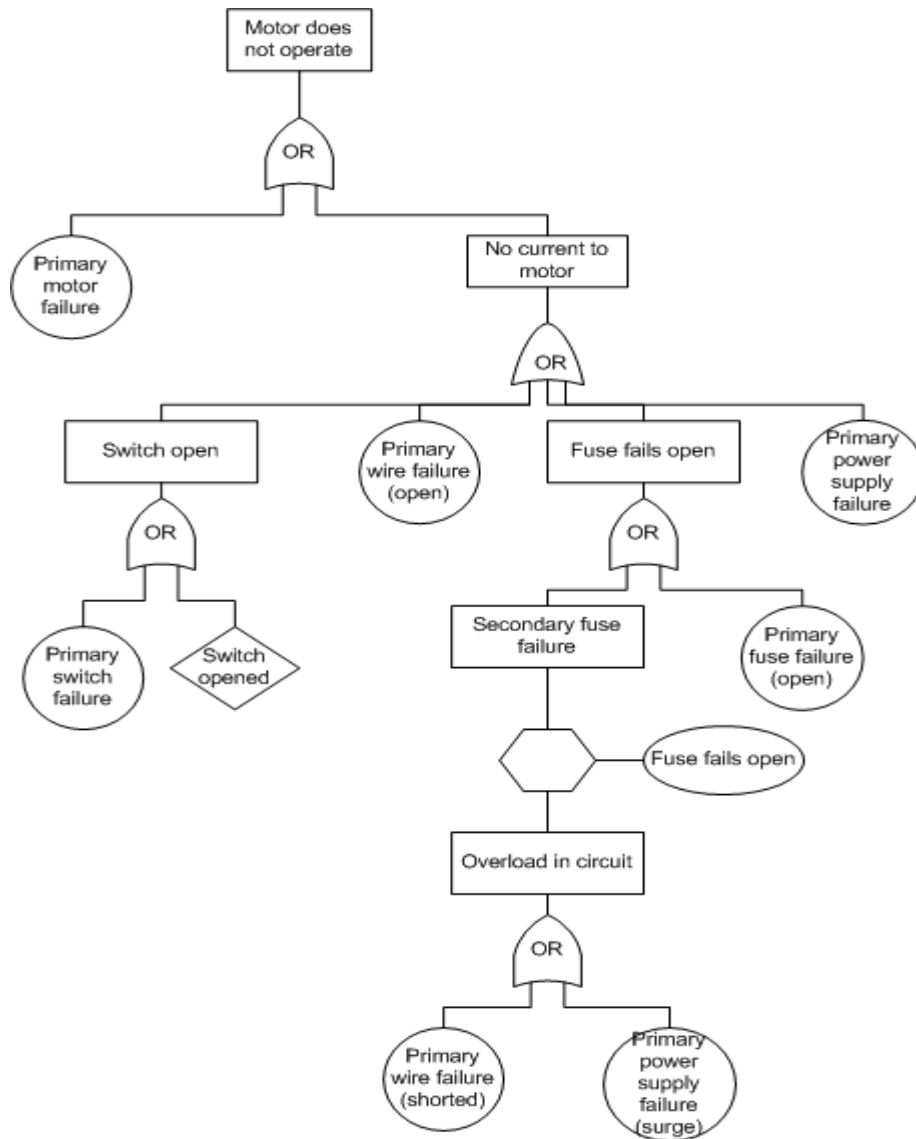 Motor does
not operate
OR
Primary
motor
failure
No current to
motor
OR
Switch open
Primary
wire failure
(open)
Fuse fails open
Primary
power
supply
failure
OR
OR
Primary
switch
failure
Switch
opened
Secondary fuse
failure
Primary
fuse failure
(open)
Fuse fails open
Overload in circuit
OR
Primary
wire failure
(shorted)
Primary
power
supply
failure
(surge)